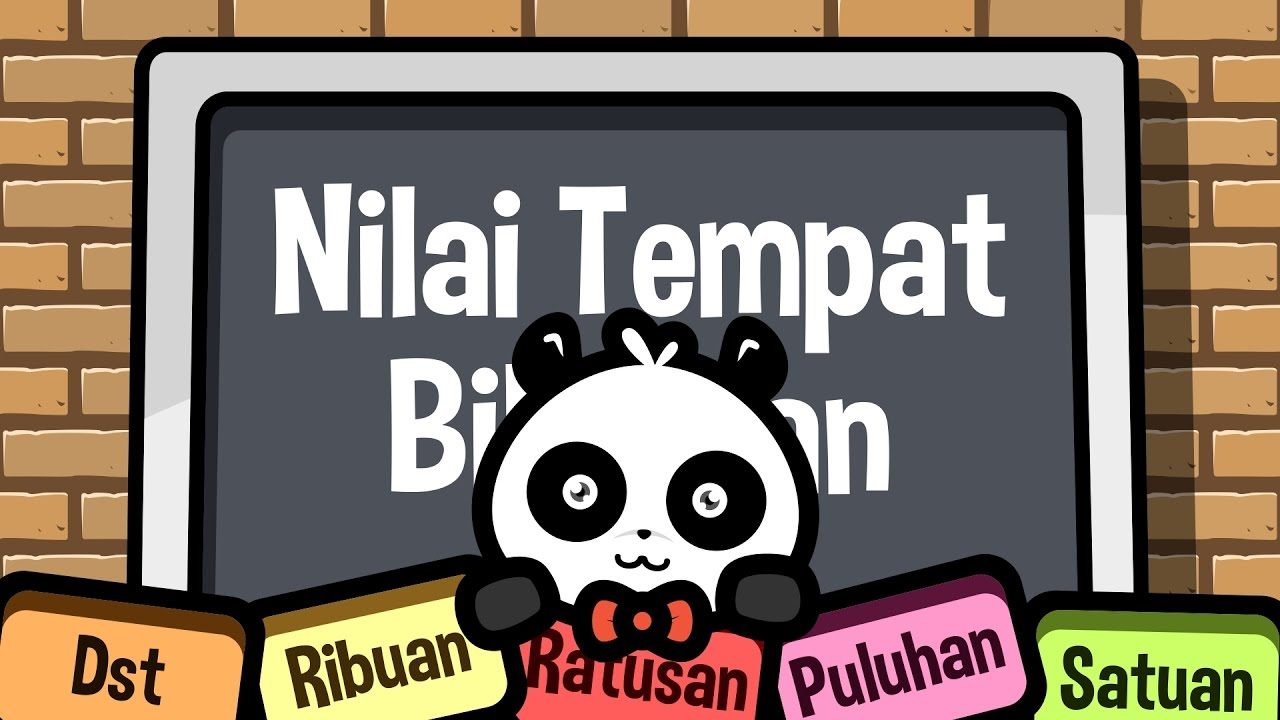 Nilai Tempat
Dst
Ribuan
Ratusan
Puluhan
Satuan